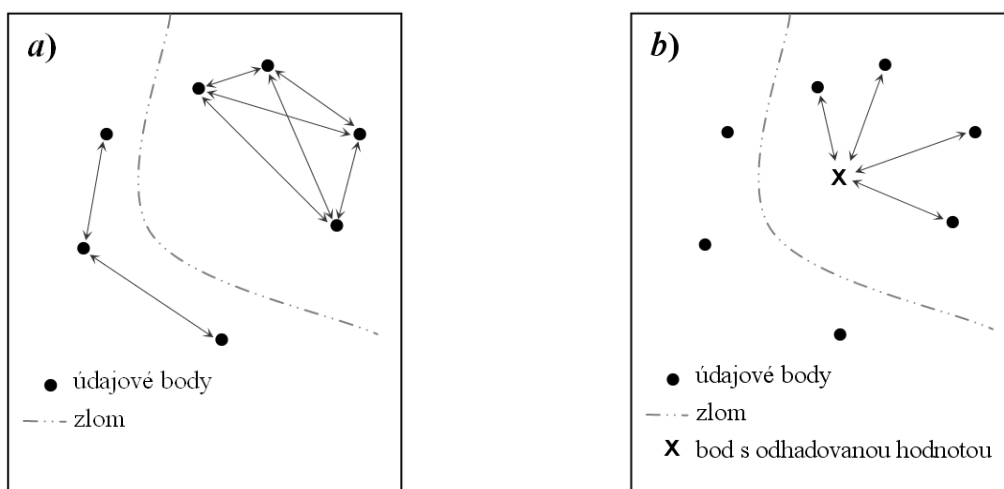 a)
údajové body
zlom
b)
údajové body
zlom
X
X bod s odhadovanou hodnotou